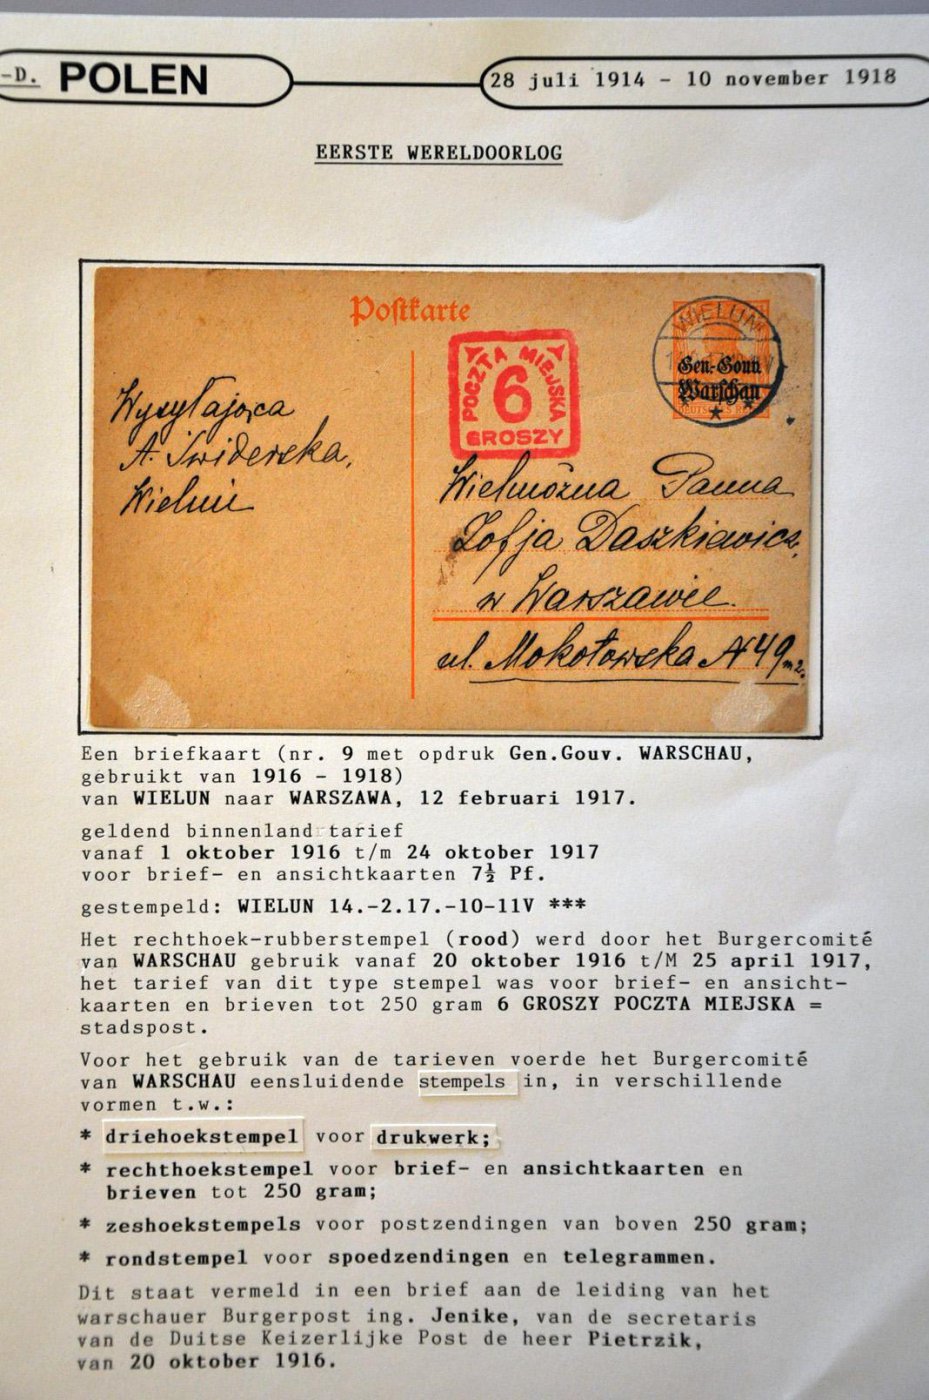 -D. POLEN
28 juli 1914 - 10 november 1918
EERSTE WERELDOORLOG
Postkarte
POCZTA MIEJSKA
6
GROSZY
WIELUN
Gen.-Gouv.
Warschau
Wysyłająca
A. Świderska,
Wieluń
Wielmożna Panna
Zofja Daszkiewicz,
w Warszawie.
ul. Mokotowska N 49 m 2.
Een briefkaart (nr. 9 met opdruk Gen.Gouv. WARSCHAU,
gebruikt van 1916 - 1918)
van WIELUN naar WARSZAWA, 12 februari 1917.
geldend binnenland tarief
vanaf 1 oktober 1916 t/m 24 oktober 1917
voor brief- en ansichtkaarten 7½ Pf.
gestempeld: WIELUN 14.-2.17.-10-11V ***
Het rechthoek-rubberstempel (rood) werd door het Burgercomité
van WARSCHAU gebruik vanaf 20 oktober 1916 t/M 25 april 1917,
het tarief van dit type stempel was voor brief- en ansicht-
kaarten en brieven tot 250 gram 6 GROSZY POCZTA MIEJSKA =
stadspost.
Voor het gebruik van de tarieven voerde het Burgercomité
van WARSCHAU eensluidende stempels in, in verschillende
vormen t.w.:
* driehoekstempel voor drukwerk;
* rechthoekstempel voor brief- en ansichtkaarten en
brieven tot 250 gram;
* zeshoekstempels voor postzendingen van boven 250 gram;
* rondstempel voor spoedzendingen en telegrammen.
Dit staat vermeld in een brief aan de leiding van het
warschauer Burgerpost ing. Jenike, van de secretaris
van de Duitse Keizerlijke Post de heer Pietrzik,
van 20 oktober 1916.